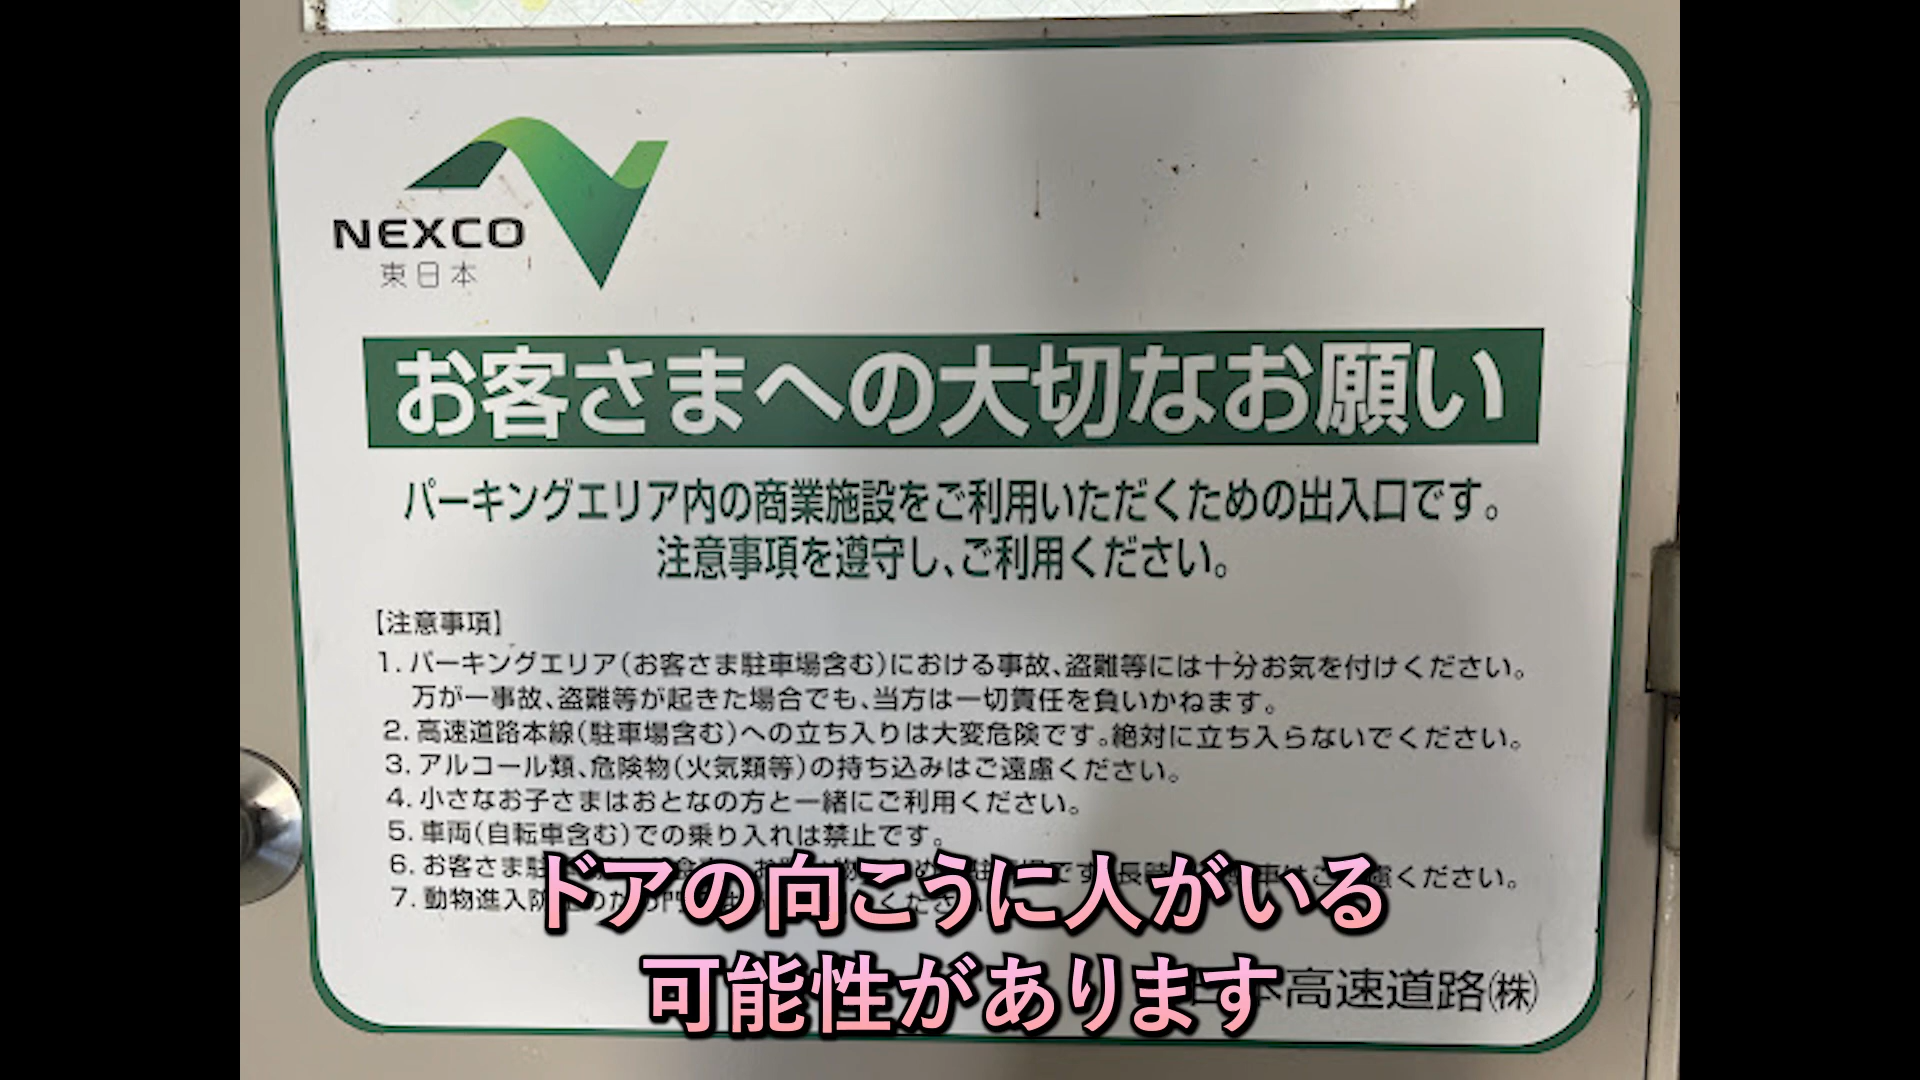 NEXCO
東日本
お客さまへの大切なお願い
パーキングエリア内の商業施設をご利用いただくための出入口です。
注意事項を遵守し、ご利用ください。
【注意事項】
1. パーキングエリア(お客さま駐車場含む)における事故、盗難等には十分お気を付けください。
万が一事故、盗難等が起きた場合でも、当方は一切責任を負いかねます。
2. 高速道路本線(駐車場含む)への立ち入りは大変危険です。絶対に立ち入らないでください。
3. アルコール類、危険物(火気類等)の持ち込みはご遠慮ください。
4. 小さなお子さまはおとなの方と一緒にご利用ください。
5. 車両(自転車含む)での乗り入れは禁止です。
6. お客さま駐
7. 動物進入防
ドアの向こうに人がいる
可能性があります
本高速道路(株)